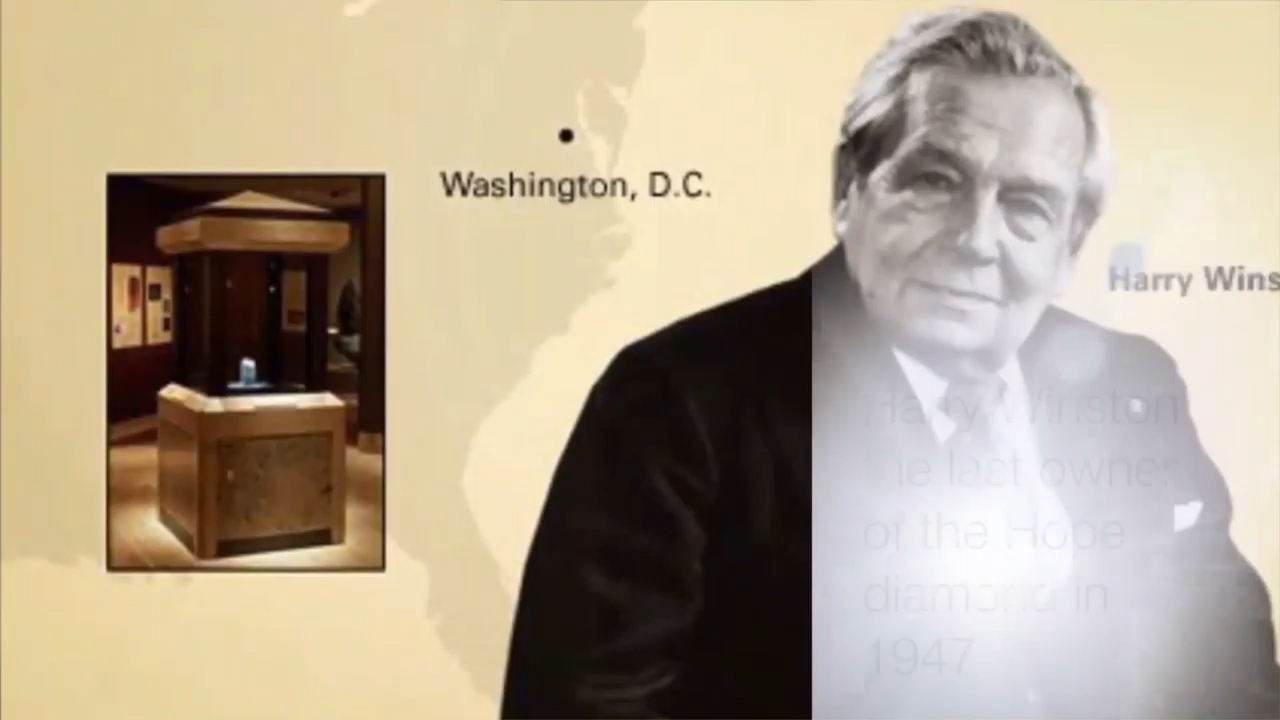 Washington, D.C.
Harry Wins
Harry Winston
the last owner
of the Hope
diamond in
1947